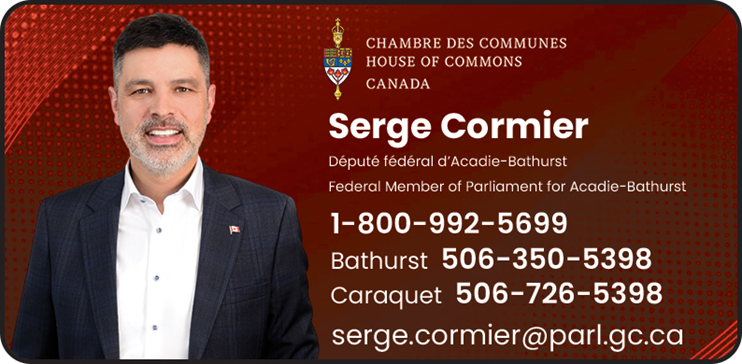 CHAMBRE DES COMMUNES
HOUSE OF COMMONS
CANADA
Serge Cormier
Député fédéral d'Acadie-Bathurst
Federal Member of Parliament for Acadie-Bathurst
1-800-992-5699
Bathurst 506-350-5398
Caraquet 506-726-5398
serge.cormier@parl.gc.ca